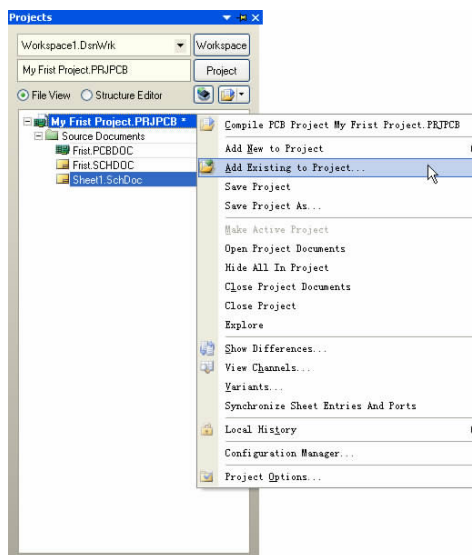 Projects
Workspace1.DsnWrk
Workspace
My Frist Project.PRJPCB
Project
File View
Structure Editor
My Frist Project.PRJPCB *
Source Documents
Frist.PCBDOC
Frist.SCHDOC
Sheet1.SchDoc
Compile PCB Project My Frist Project.PRJPCB
Add New to Project
Add Existing to Project...
Save Project
Save Project As...
Make Active Project
Open Project Documents
Hide All In Project
Close Project Documents
Close Project
Explore
Show Differences...
View Channels...
Variants...
Synchronize Sheet Entries And Ports
Local History
Configuration Manager...
Project Options...